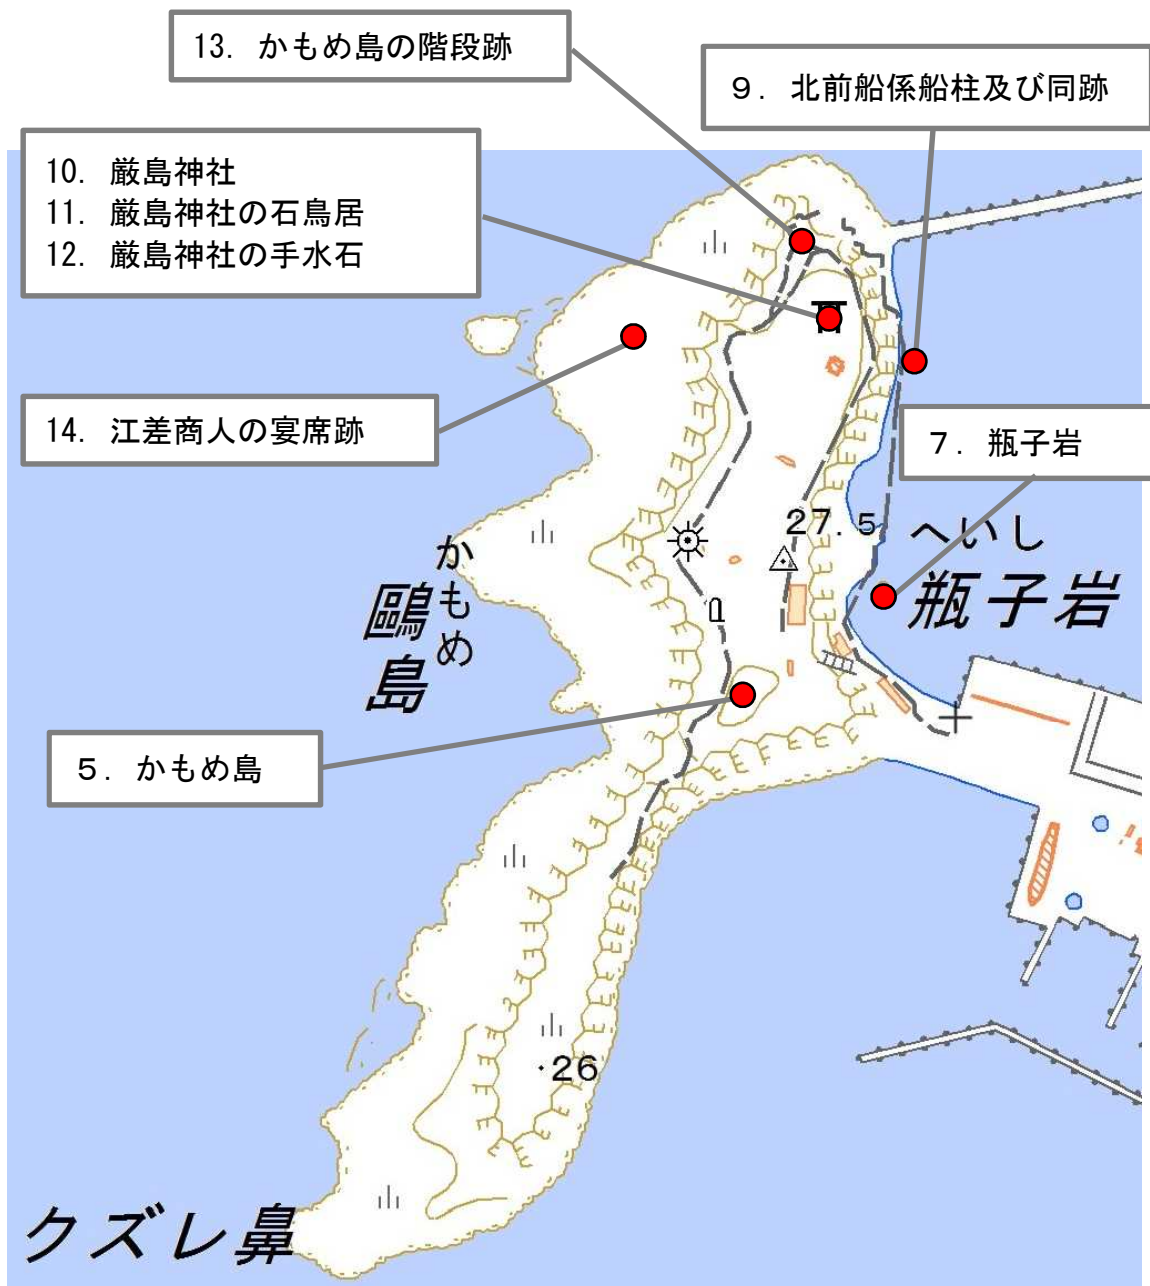 13. かもめ島の階段跡
９. 北前船係船柱及び同跡
10. 厳島神社
11. 厳島神社の石鳥居
12. 厳島神社の手水石
14. 江差商人の宴席跡
７. 瓶子岩
27.5
へいし
瓶子岩
かもめ
鷗島
５. かもめ島
・26
クズレ鼻